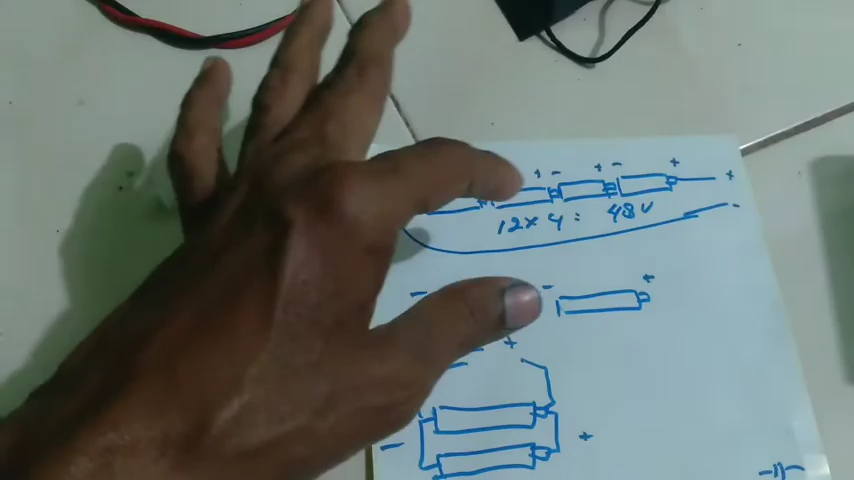 + - + - + +
12x4= 48V -
- - +
- +
- +